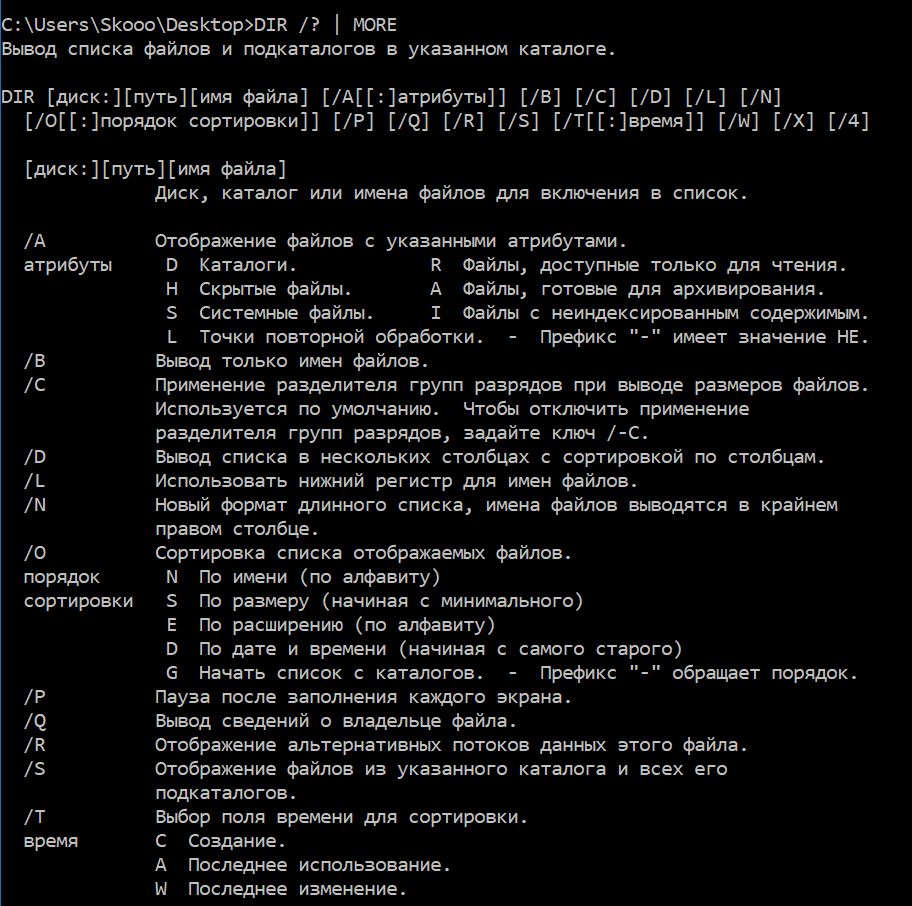 C:\Users\Skooo\Desktop>DIR /? | MORE
Вывод списка файлов и подкаталогов в указанном каталоге.

DIR [диск:][путь][имя файла] [/A[[:]атрибуты]] [/B] [/C] [/D] [/L] [/N]
  [/O[[:]порядок сортировки]] [/P] [/Q] [/R] [/S] [/T[[:]время]] [/W] [/X] [/4]

  [диск:][путь][имя файла]
              Диск, каталог или имена файлов для включения в список.

  /A          Отображение файлов с указанными атрибутами.
  атрибуты     D  Каталоги.            R  Файлы, доступные только для чтения.
               H  Скрытые файлы.       A  Файлы, готовые для архивирования.
               S  Системные файлы.     I  Файлы с неиндексированным содержимым.
               L  Точки повторной обработки.  -  Префикс "-" имеет значение НЕ.
  /B          Вывод только имен файлов.
  /C          Применение разделителя групп разрядов при выводе размеров файлов.
              Используется по умолчанию.  Чтобы отключить применение
              разделителя групп разрядов, задайте ключ /-C.
  /D          Вывод списка в нескольких столбцах с сортировкой по столбцам.
  /L          Использовать нижний регистр для имен файлов.
  /N          Новый формат длинного списка, имена файлов выводятся в крайнем
              правом столбце.
  /O          Сортировка списка отображаемых файлов.
  порядок      N  По имени (по алфавиту)
  сортировки   S  По размеру (начиная с минимального)
               E  По расширению (по алфавиту)
               D  По дате и времени (начиная с самого старого)
               G  Начать список с каталогов.  -  Префикс "-" обращает порядок.
  /P          Пауза после заполнения каждого экрана.
  /Q          Вывод сведений о владельце файла.
  /R          Отображение альтернативных потоков данных этого файла.
  /S          Отображение файлов из указанного каталога и всех его
              подкаталогов.
  /T          Выбор поля времени для сортировки.
  время       C  Создание.
              A  Последнее использование.
              W  Последнее изменение.